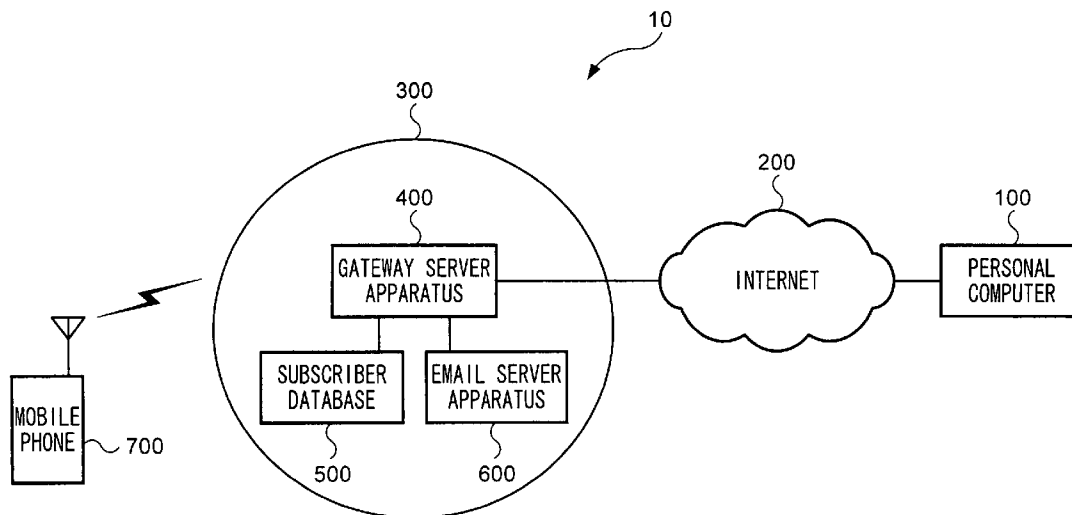 10
300
200
100
400
GATEWAY SERVER
APPARATUS
INTERNET
PERSONAL
COMPUTER
SUBSCRIBER
DATABASE
EMAIL SERVER
APPARATUS
MOBILE
PHONE
700
500
600